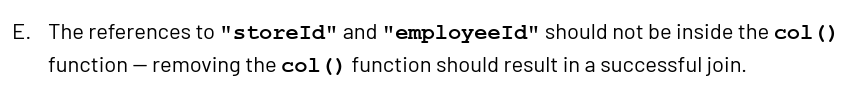 E. The references to "storeId" and "employeeId" should not be inside the col()
function — removing the col() function should result in a successful join.